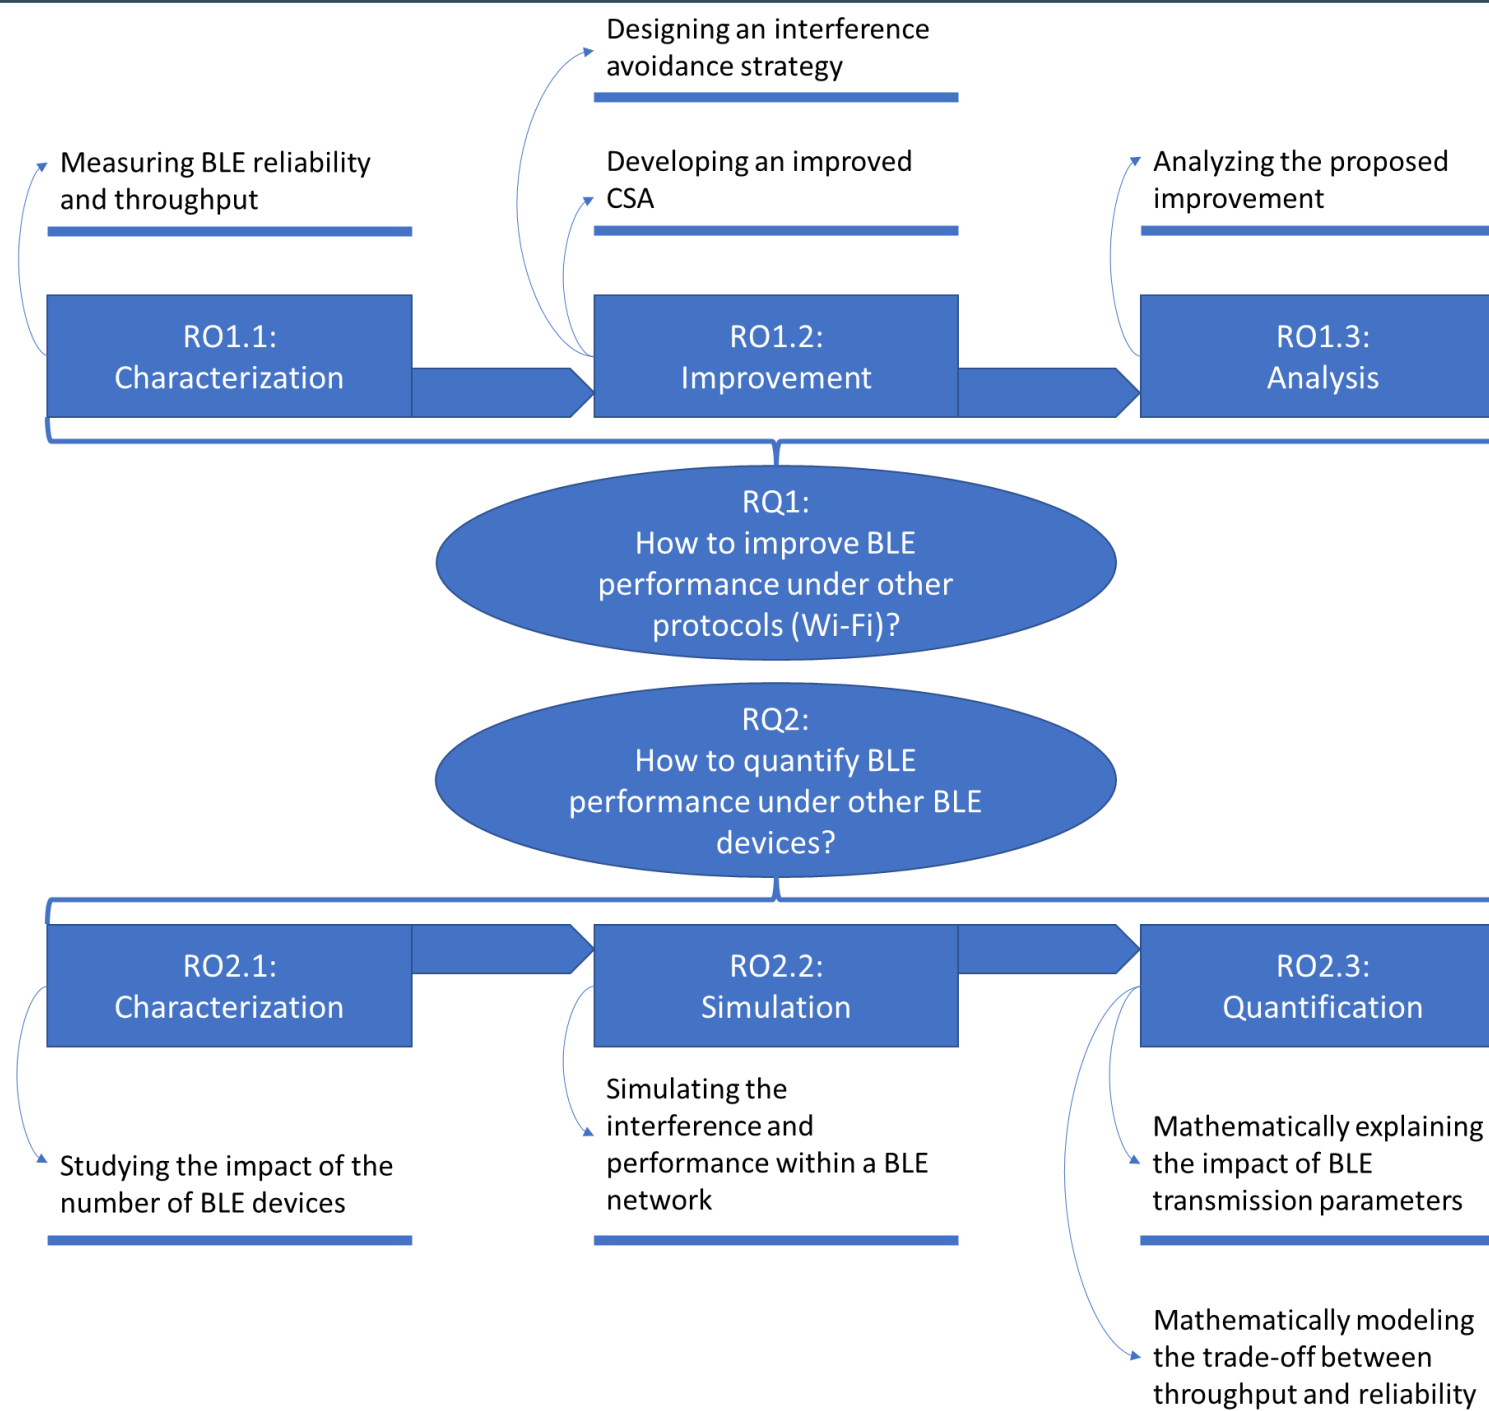 Designing an interference
avoidance strategy
Measuring BLE reliability
and throughput
Developing an improved
CSA
Analyzing the proposed
improvement
RO1.1:
Characterization
RO1.2:
Improvement
RO1.3:
Analysis
RQ1:
How to improve BLE
performance under other
protocols (Wi-Fi)?
RQ2:
How to quantify BLE
performance under other BLE
devices?
RO2.1:
Characterization
RO2.2:
Simulation
RO2.3:
Quantification
Studying the impact of the
number of BLE devices
Simulating the
interference and
performance within a BLE
network
Mathematically explaining
the impact of BLE
transmission parameters
Mathematically modeling
the trade-off between
throughput and reliability